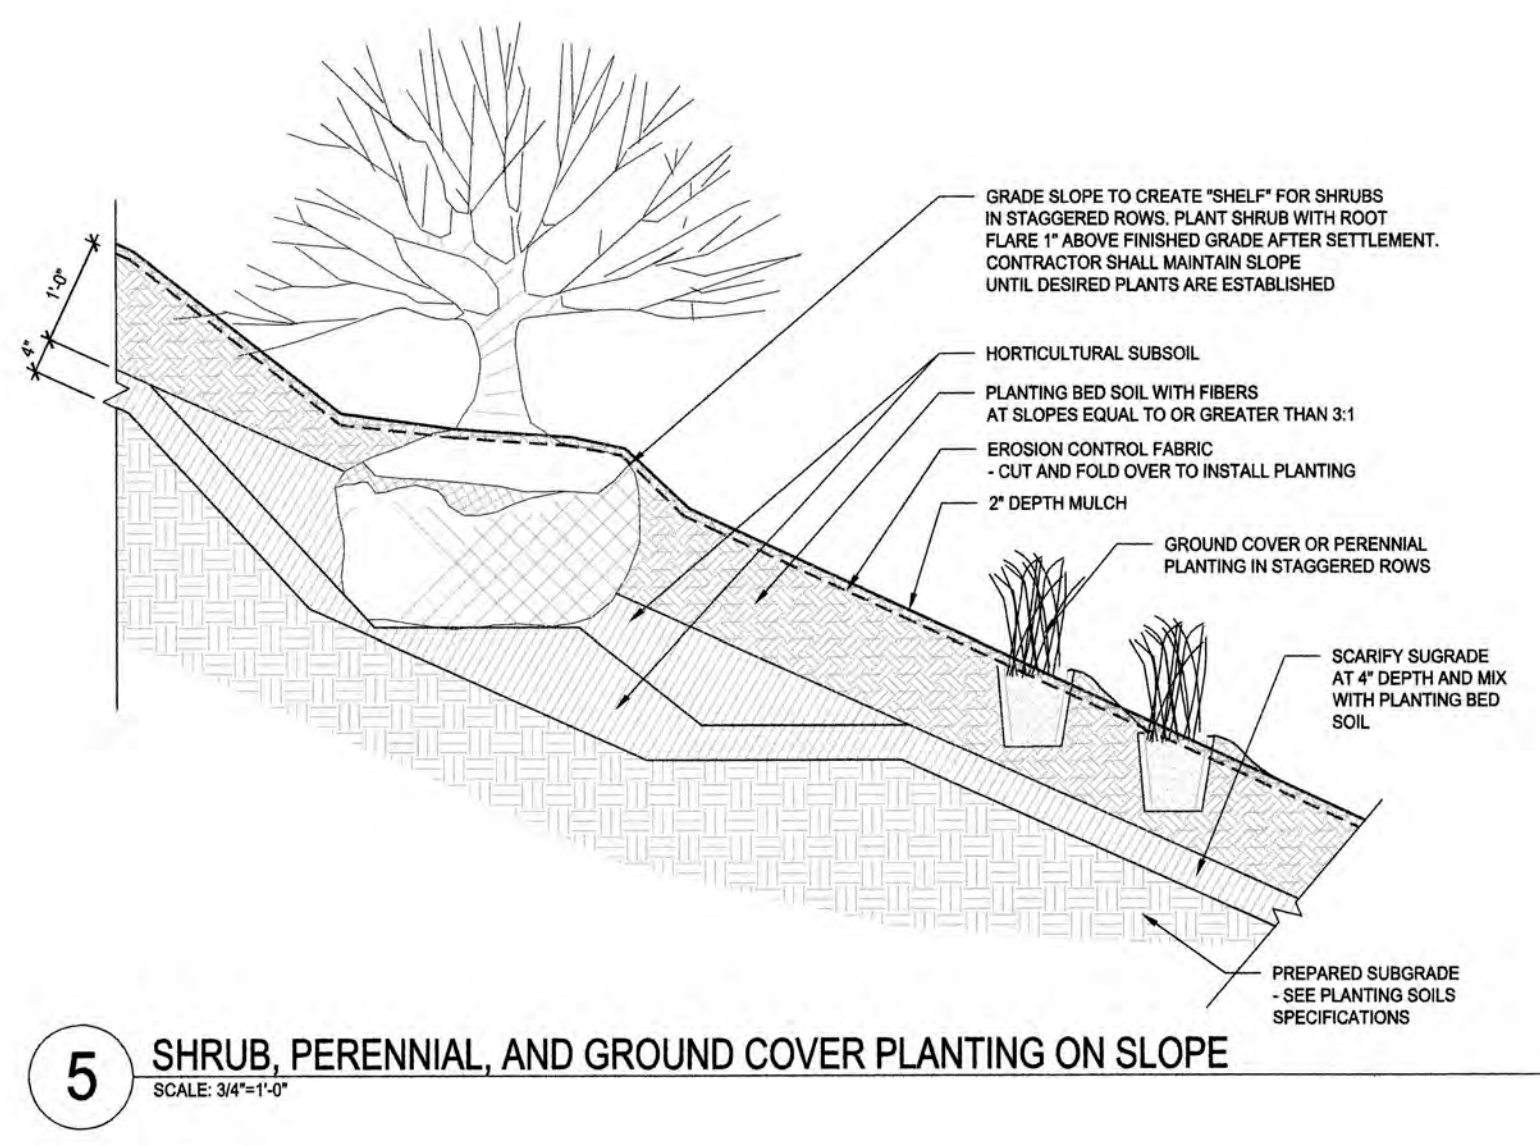 1'-0"
4"
GRADE SLOPE TO CREATE "SHELF" FOR SHRUBS
IN STAGGERED ROWS. PLANT SHRUB WITH ROOT
FLARE 1" ABOVE FINISHED GRADE AFTER SETTLEMENT.
CONTRACTOR SHALL MAINTAIN SLOPE
UNTIL DESIRED PLANTS ARE ESTABLISHED
HORTICULTURAL SUBSOIL
PLANTING BED SOIL WITH FIBERS
AT SLOPES EQUAL TO OR GREATER THAN 3:1
EROSION CONTROL FABRIC
- CUT AND FOLD OVER TO INSTALL PLANTING
2" DEPTH MULCH
GROUND COVER OR PERENNIAL
PLANTING IN STAGGERED ROWS
SCARIFY SUGRADE
AT 4" DEPTH AND MIX
WITH PLANTING BED
SOIL
PREPARED SUBGRADE
- SEE PLANTING SOILS
SPECIFICATIONS
5
SHRUB, PERENNIAL, AND GROUND COVER PLANTING ON SLOPE
SCALE: 3/4"=1'-0"